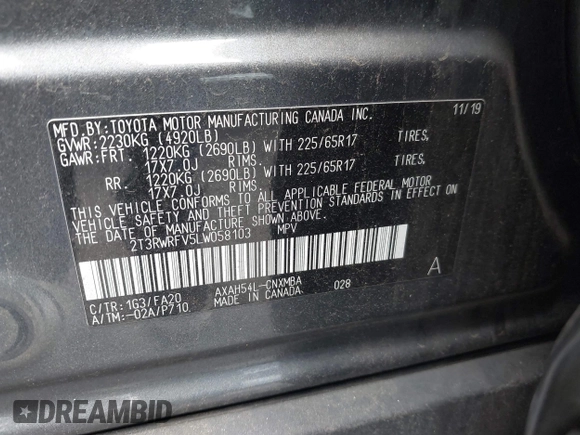 MFD.BY:TOYOTA MOTOR MANUFACTURING CANADA INC. 11/19
GVWR:2230KG (4920LB)
GAWR:FRT. 1220KG (2690LB) WITH 225/65R17 TIRES,
17X7.0J RIMS.
RR. 1220KG (2690LB) WITH 225/65R17 TIRES,
17X7.0J RIMS.
THIS VEHICLE CONFORMS TO ALL APPLICABLE FEDERAL MOTOR
VEHICLE SAFETY AND THEFT PREVENTION STANDARDS IN EFFECT ON
THE DATE OF MANUFACTURE SHOWN ABOVE.
2T3RWRFV5LW058103 MPV
A
C/TR:1G3/FA20 AXAH54L-CNXMBA 028
A/TM:-02A/P710. MADE IN CANADA.
DREAMBID